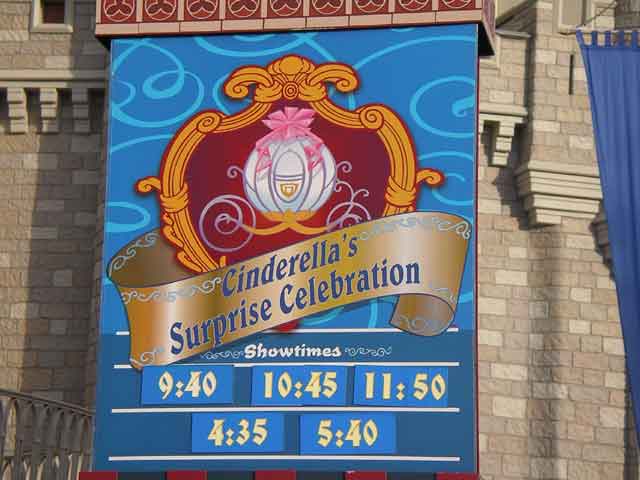 Cinderella's
Surprise Celebration
Showtimes
9:40 10:45 11:50
4:35 5:40